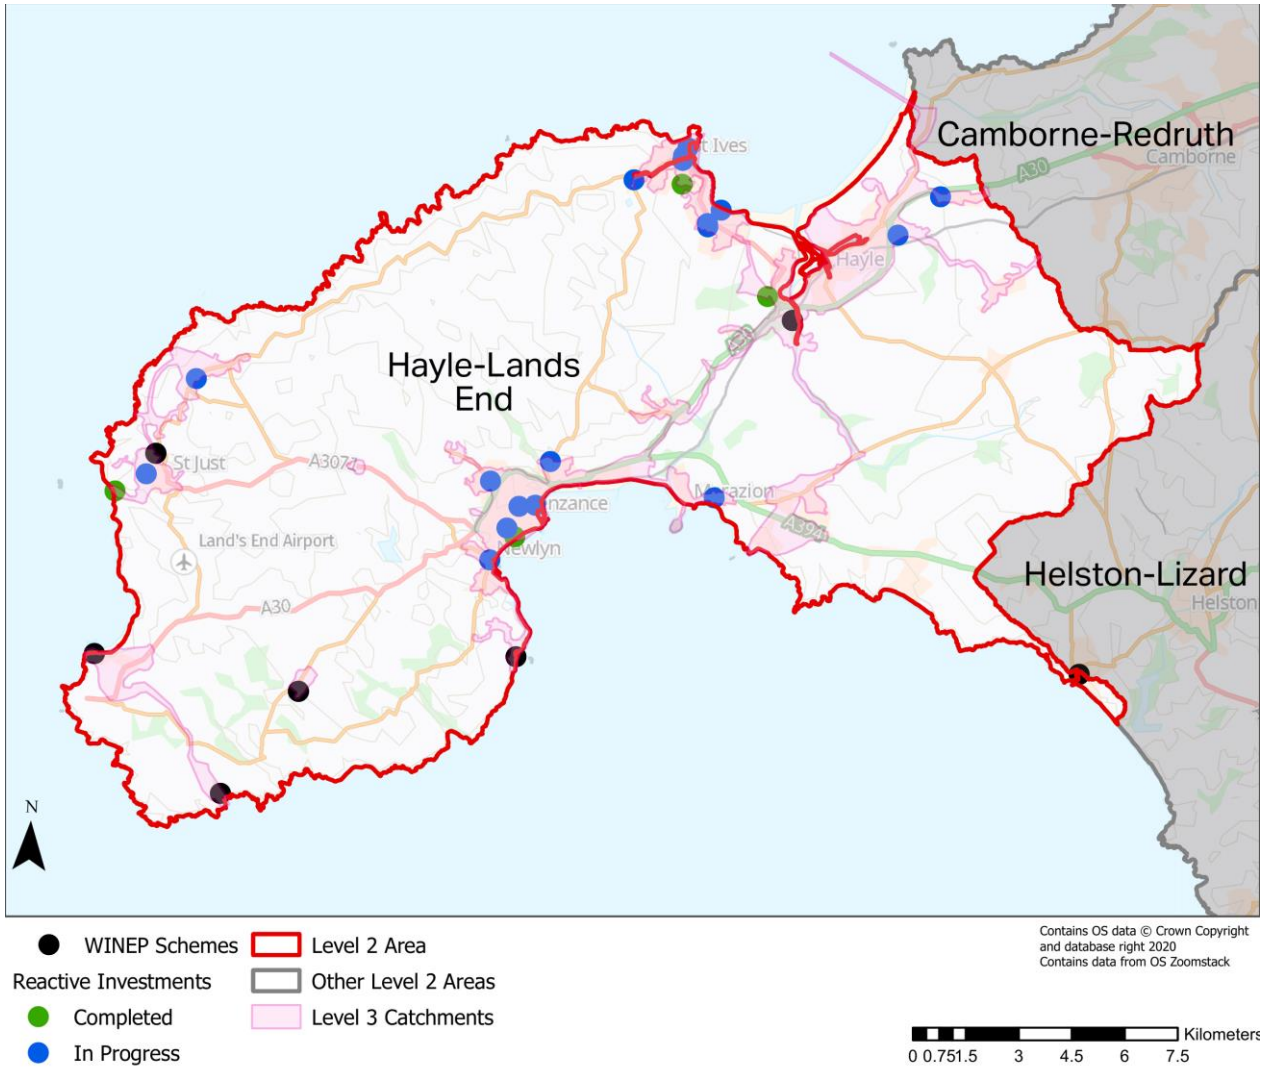 t Ives
Camborne-Redruth
Camborne
A30
Hayle
Hayle-Lands
End
St Just
A3071
Marazion
enzance
A394
Land's End Airport
Newlyn
Helston-Lizard
Helston
A30
N
WINEP Schemes
Level 2 Area
Reactive Investments
Other Level 2 Areas
Completed
Level 3 Catchments
In Progress
Contains OS data © Crown Copyright
and database right 2020
Contains data from OS Zoomstack
Kilometers
0 0.751.5 3 4.5 6 7.5